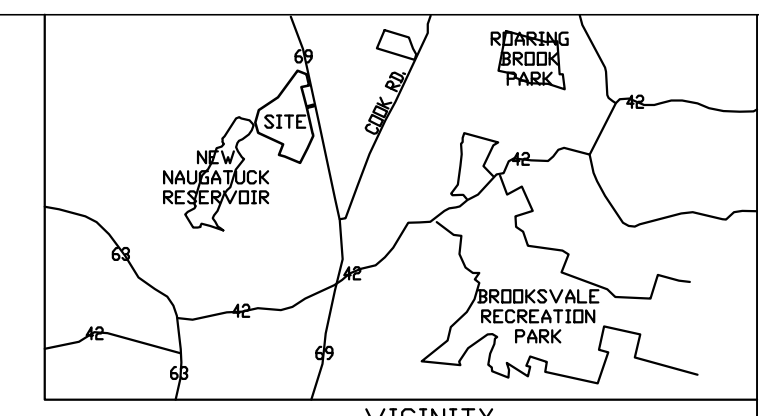 ROARING
BROOK
PARK
69
COOK RD.
42
SITE
42
NEW
NAUGATUCK
RESERVOIR
63
42
42
BROOKSVALE
RECREATION
PARK
42
69
63
VICINITY